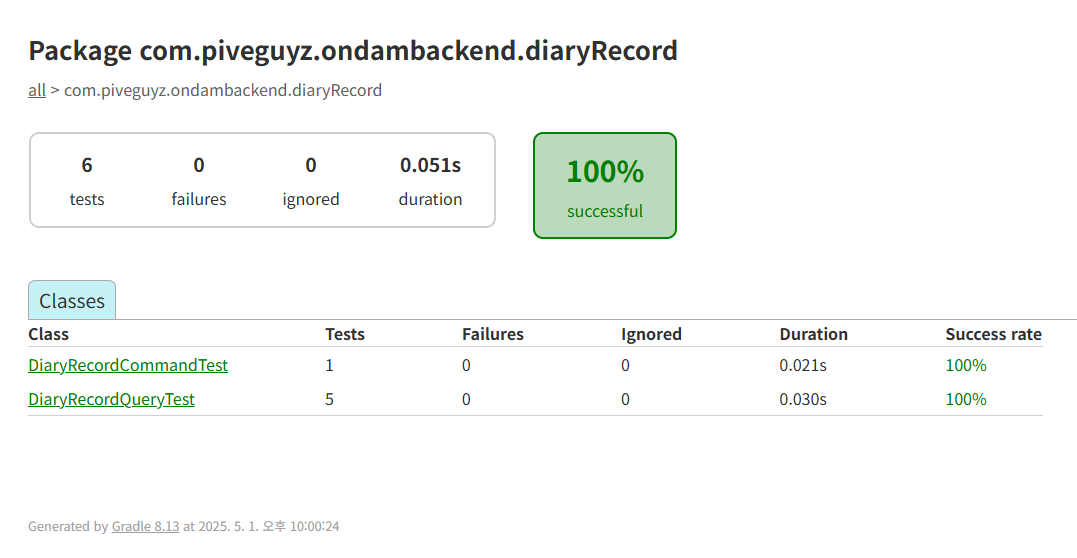 Package com.piveguyz.ondambackend.diaryRecord
all > com.piveguyz.ondambackend.diaryRecord
6 0 0 0.051s
tests failures ignored duration
100%
successful
Classes
Class Tests Failures Ignored Duration Success rate
DiaryRecordCommandTest 1 0 0 0.021s 100%
DiaryRecordQueryTest 5 0 0 0.030s 100%
Generated by Gradle 8.13 at 2025. 5. 1. 오후 10:00:24